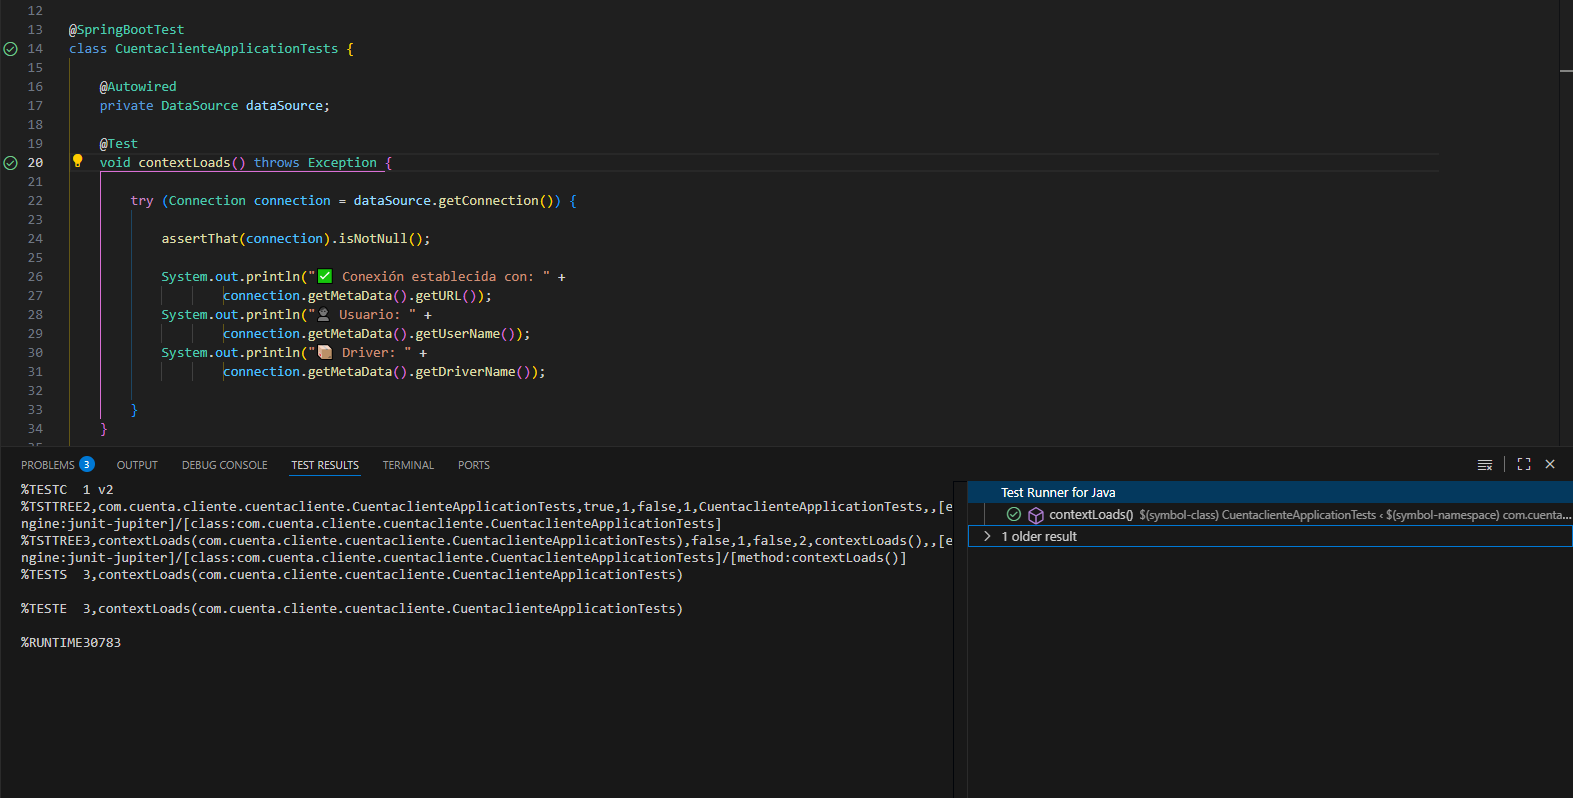 12
13 @SpringBootTest
14 class CuentaclienteApplicationTests {
15
16 @Autowired
17 private DataSource dataSource;
18
19 @Test
20 void contextLoads() throws Exception {
21
22 try (Connection connection = dataSource.getConnection()) {
23
24 assertThat(connection).isNotNull();
25
26 System.out.println("✅ Conexión establecida con: " +
27 connection.getMetaData().getURL());
28 System.out.println("👤 Usuario: " +
29 connection.getMetaData().getUserName());
30 System.out.println("📦 Driver: " +
31 connection.getMetaData().getDriverName());
32
33 }
34 }
35
PROBLEMS 3 OUTPUT DEBUG CONSOLE TEST RESULTS TERMINAL PORTS
%TESTC 1 v2
%TSTTREE2,com.cuenta.cliente.cuentacliente.CuentaclienteApplicationTests,true,1,false,1,CuentaclienteApplicationTests,,[e
ngine:junit-jupiter]/[class:com.cuenta.cliente.cuentacliente.CuentaclienteApplicationTests]
%TSTTREE3,contextLoads(com.cuenta.cliente.cuentacliente.CuentaclienteApplicationTests),false,1,false,2,contextLoads(),,[e
ngine:junit-jupiter]/[class:com.cuenta.cliente.cuentacliente.CuentaclienteApplicationTests]/[method:contextLoads()]
%TESTS 3,contextLoads(com.cuenta.cliente.cuentacliente.CuentaclienteApplicationTests)
%TESTE 3,contextLoads(com.cuenta.cliente.cuentacliente.CuentaclienteApplicationTests)
%RUNTIME30783
Test Runner for Java
contextLoads() $(symbol-class) CuentaclienteApplicationTests < $(symbol-namespace) com.cuenta...
1 older result